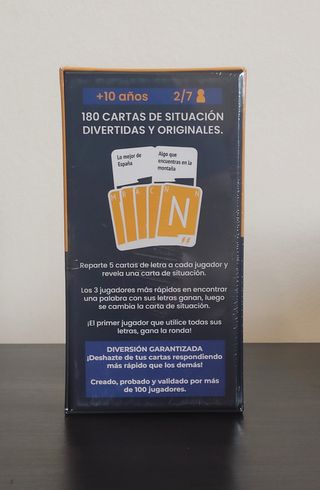 +10 años 2/7
180 CARTAS DE SITUACIÓN
DIVERTIDAS Y ORIGINALES.
Lo mejor de
España
Algo que
encuentras en la
montaña
N
Reparte 5 cartas de letra a cada jugador y
revela una carta de situación.
Los 3 jugadores más rápidos en encontrar
una palabra con sus letras ganan, luego
se cambia la carta de situación.
¡El primer jugador que utilice todas sus
letras, gana la ronda!
DIVERSIÓN GARANTIZADA
¡Deshazte de tus cartas respondiendo
más rápido que los demás!
Creado, probado y validado por más
de 100 jugadores.